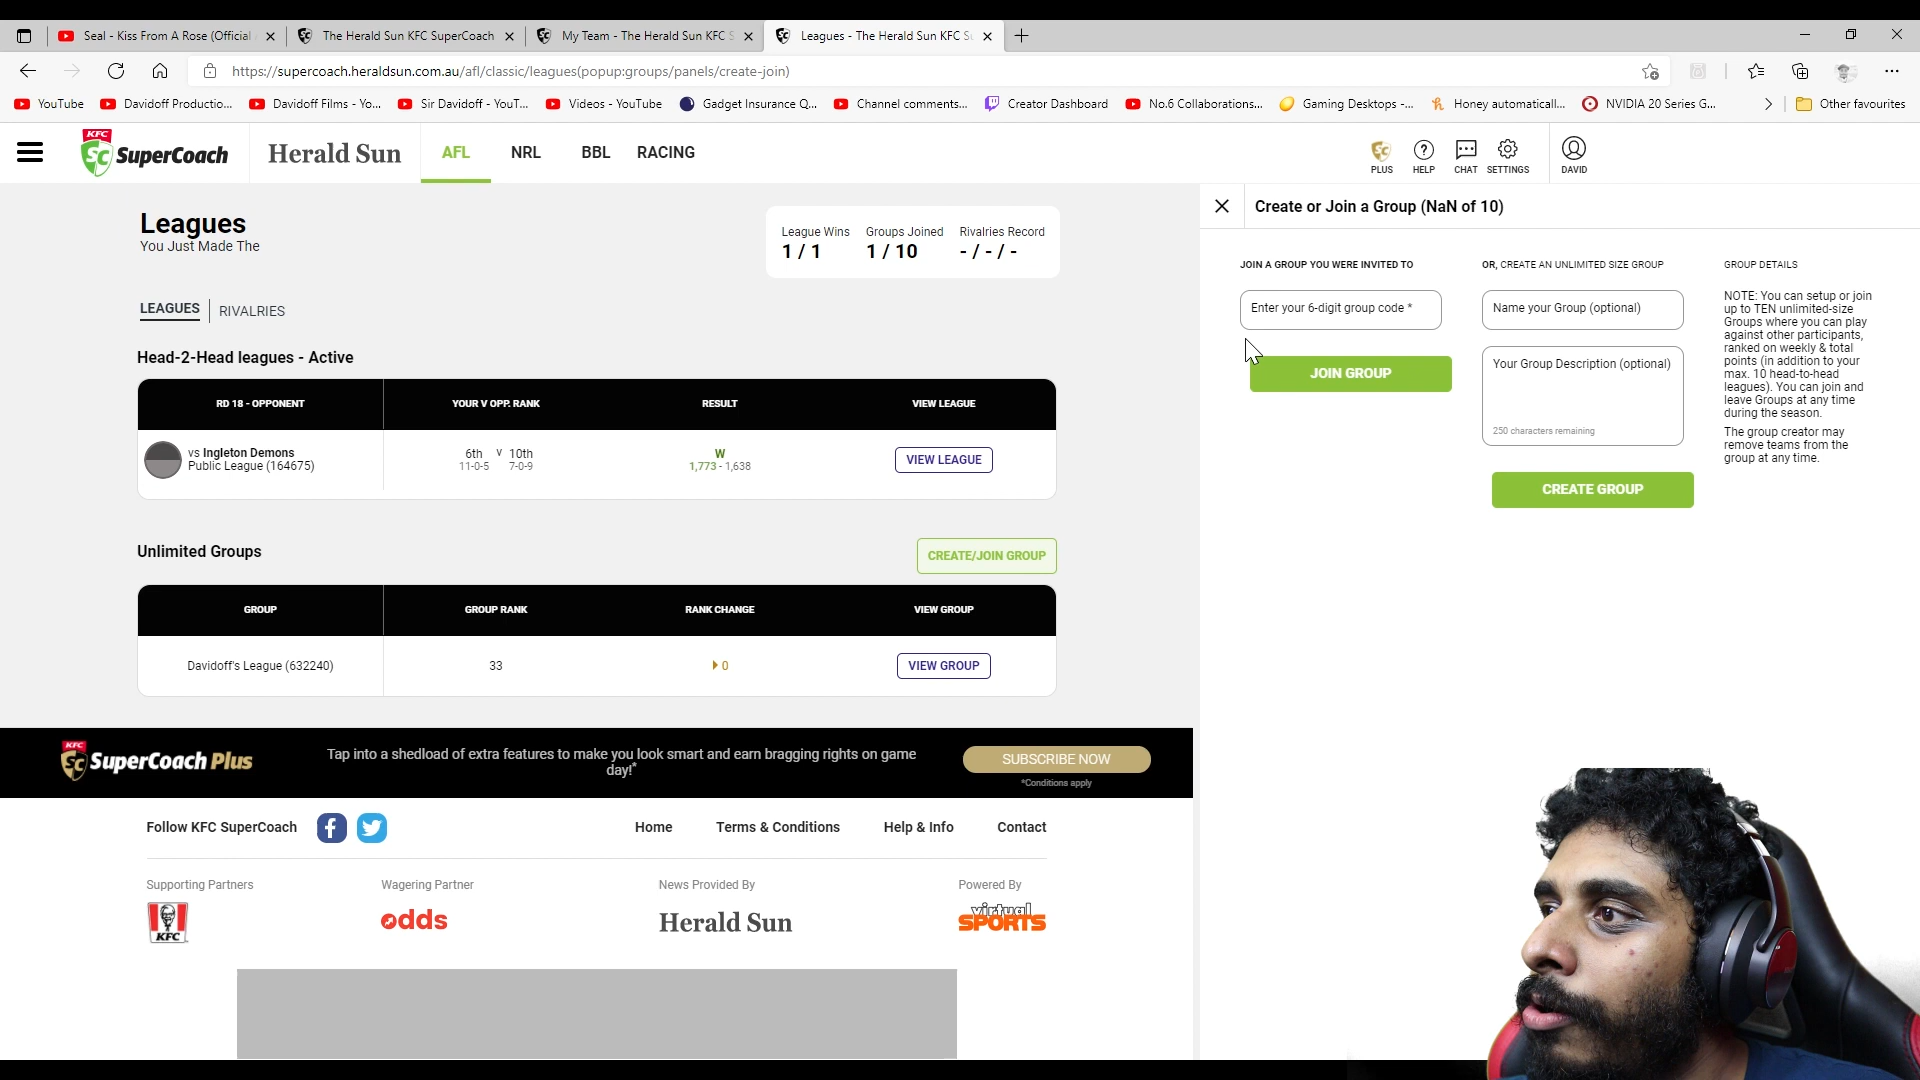 Seal - Kiss From A Rose (Official
The Herald Sun KFC SuperCoach
My Team - The Herald Sun KFC S
Leagues - The Herald Sun KFC Su
https://supercoach.heraldsun.com.au/afl/classic/leagues(popup:groups/panels/create-join)
YouTube
Davidoff Productio...
Davidoff Films - Yo...
Sir Davidoff - YouT...
Videos - YouTube
Gadget Insurance Q...
Channel comments...
Creator Dashboard
No.6 Collaborations...
Gaming Desktops -...
Honey automaticall...
NVIDIA 20 Series G...
Other favourites
KFC
SC SuperCoach
Herald Sun
AFL
NRL
BBL
RACING
PLUS
HELP
CHAT
SETTINGS
DAVID
Leagues
You Just Made The
League Wins
1 / 1
Groups Joined
1 / 10
Rivalries Record
- / - / -
LEAGUES
RIVALRIES
Head-2-Head leagues - Active
RD 18 - OPPONENT
YOUR V OPP. RANK
RESULT
VIEW LEAGUE
vs Ingleton Demons
Public League (164675)
6th v 10th
11-0-5 7-0-9
W
1,773 - 1,638
VIEW LEAGUE
Unlimited Groups
CREATE/JOIN GROUP
GROUP
GROUP RANK
RANK CHANGE
VIEW GROUP
Davidoff's League (632240)
33
0
VIEW GROUP
KFC
SC SuperCoach Plus
Tap into a shedload of extra features to make you look smart and earn bragging rights on game
day!*
SUBSCRIBE NOW
*Conditions apply
Follow KFC SuperCoach
Home
Terms & Conditions
Help & Info
Contact
Supporting Partners
KFC
Wagering Partner
odds
News Provided By
Herald Sun
Powered By
virtual
SPORTS
Create or Join a Group (NaN of 10)
JOIN A GROUP YOU WERE INVITED TO
Enter your 6-digit group code *
JOIN GROUP
OR, CREATE AN UNLIMITED SIZE GROUP
Name your Group (optional)
Your Group Description (optional)
250 characters remaining
CREATE GROUP
GROUP DETAILS
NOTE: You can setup or join
up to TEN unlimited-size
Groups where you can play
against other participants,
ranked on weekly & total
points (in addition to your
max. 10 head-to-head
leagues). You can join and
leave Groups at any time
during the season.
The group creator may
remove teams from the
group at any time.